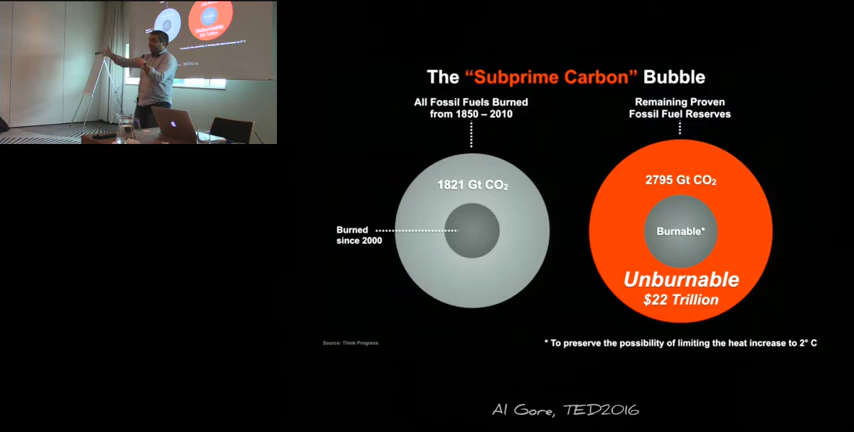 The “Subprime Carbon” Bubble
All Fossil Fuels Burned
from 1850 – 2010
Remaining Proven
Fossil Fuel Reserves
1821 Gt CO₂
2795 Gt CO₂
Burned
since 2000
Burnable*
Unburnable
$22 Trillion
Source: Think Progress
* To preserve the possibility of limiting the heat increase to 2° C
Al Gore, TED2016